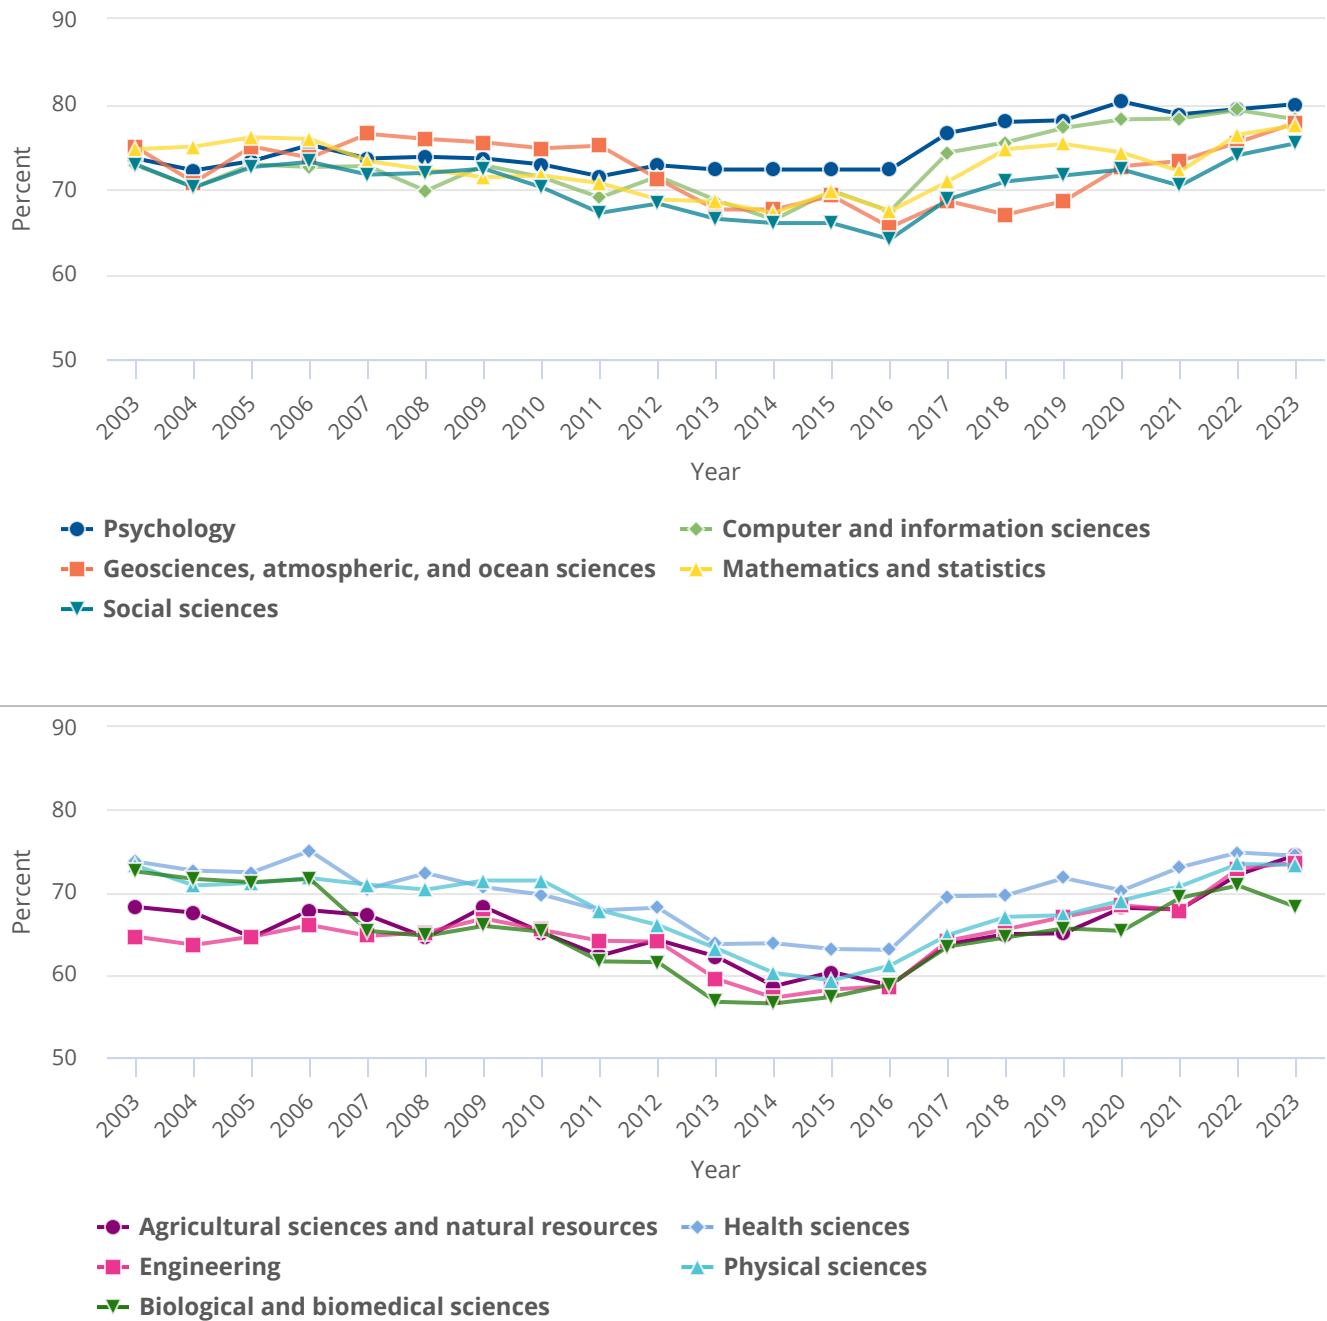 90
80
70
60
50
Percent
2003 2004 2005 2006 2007 2008 2009 2010 2011 2012 2013 2014 2015 2016 2017 2018 2019 2020 2021 2022 2023
Year
Psychology Computer and information sciences
Geosciences, atmospheric, and ocean sciences Mathematics and statistics
Social sciences
90
80
70
60
50
Percent
2003 2004 2005 2006 2007 2008 2009 2010 2011 2012 2013 2014 2015 2016 2017 2018 2019 2020 2021 2022 2023
Year
Agricultural sciences and natural resources Health sciences
Engineering Physical sciences
Biological and biomedical sciences